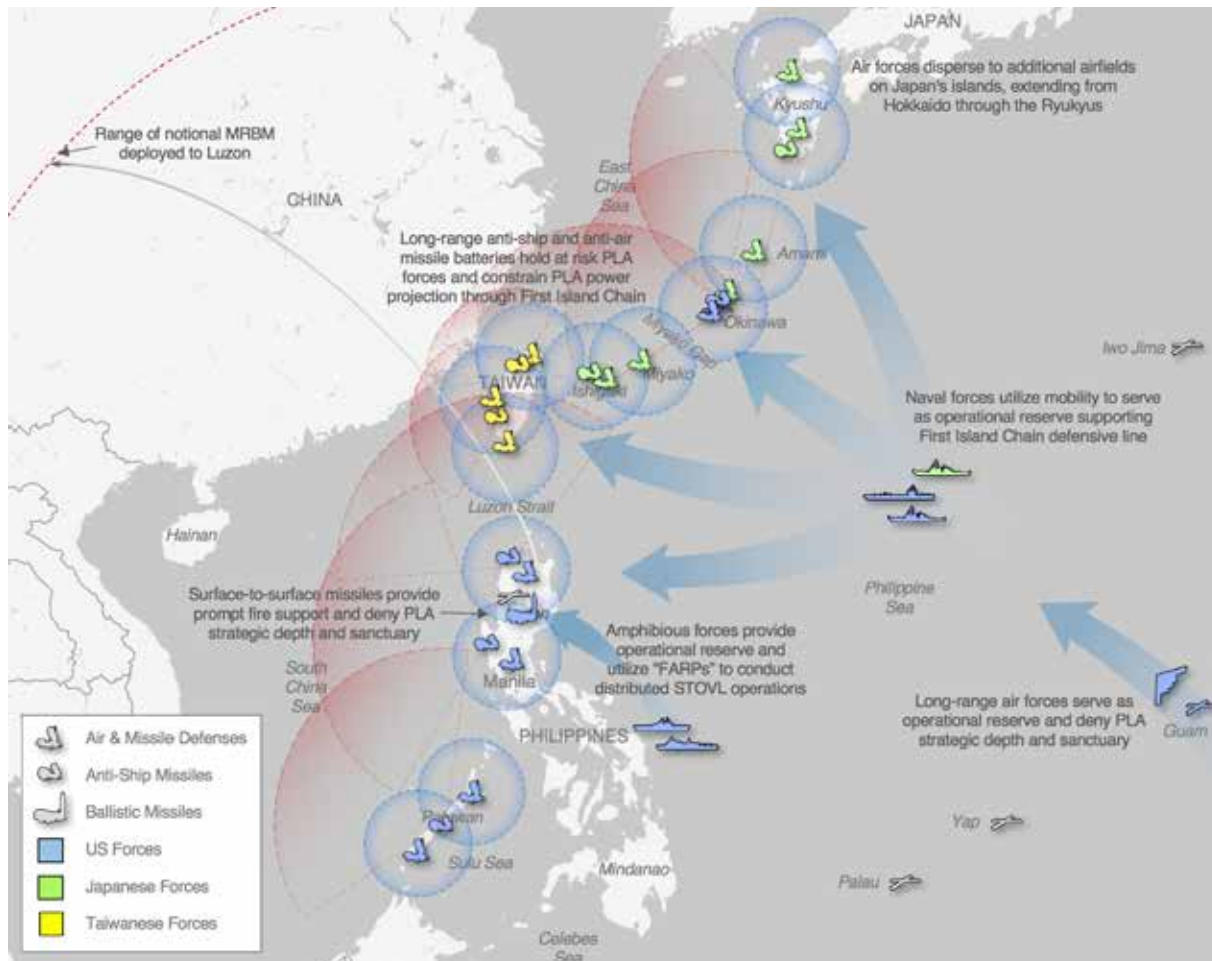 JAPAN
Air forces disperse to additional airfields
on Japan's islands, extending from
Hokkaido through the Ryukyus
Kyushu
Range of notional MRBM
deployed to Luzon
East
China
Sea
CHINA
Long-range anti-ship and anti-air
missile batteries hold at risk PLA
forces and constrain PLA power
projection through First Island Chain
Amami
Okinawa
Miyako Gap
Iwo Jima
TAIWAN
Ishigaki
Miyako
Naval forces utilize mobility to serve
as operational reserve supporting
First Island Chain defensive line
Luzon Strait
Hainan
Philippine
Sea
Surface-to-surface missiles provide
prompt fire support and deny PLA
strategic depth and sanctuary
Amphibious forces provide
operational reserve and
utilize "FARPs" to conduct
distributed STOVL operations
Manila
South
China
Sea
Long-range air forces serve as
operational reserve and deny PLA
strategic depth and sanctuary
Guam
PHILIPPINES
Air & Missile Defenses
Anti-Ship Missiles
Ballistic Missiles
US Forces
Japanese Forces
Taiwanese Forces
Sulu Sea
Yap
Mindanao
Palau
Celebes
Sea